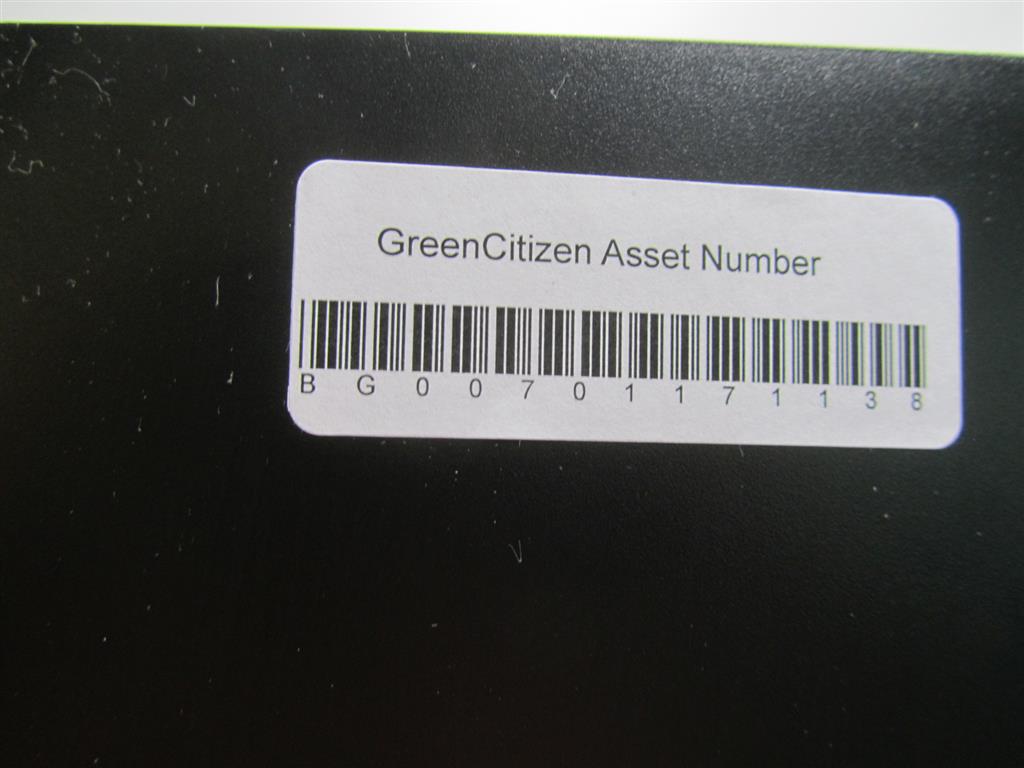 GreenCitizen Asset Number
B G 0 0 7 0 1 1 7 1 1 3 8